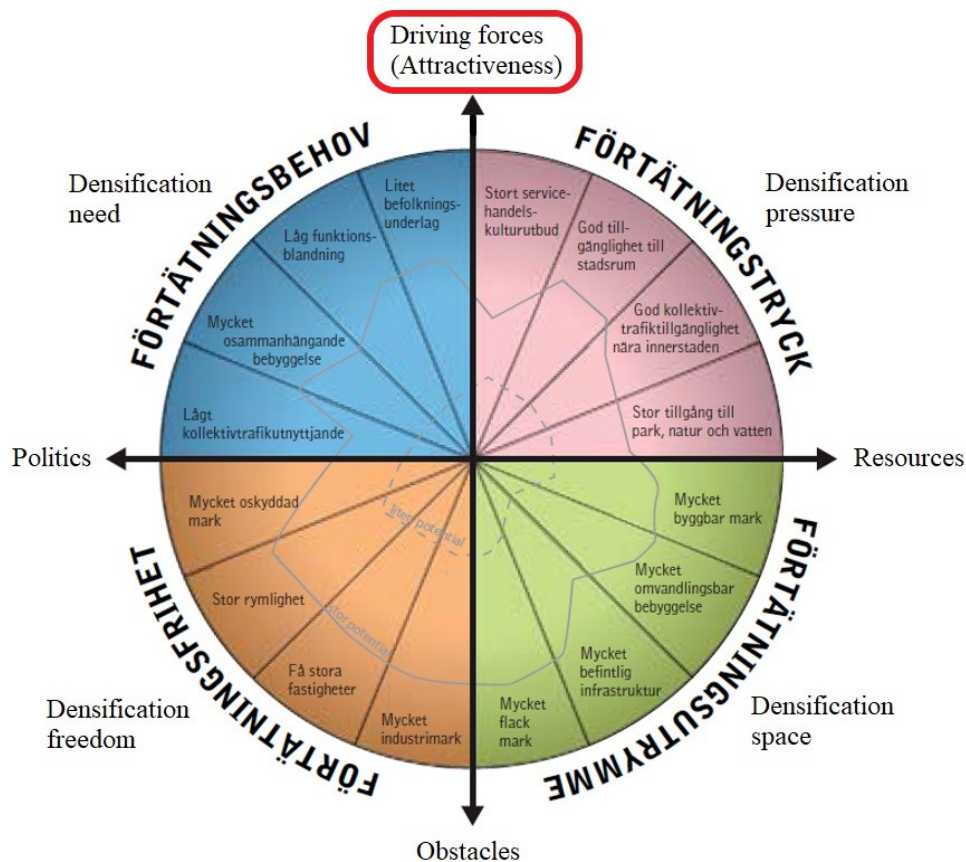 Driving forces
(Attractiveness)
Densification
need
FÖRTÄTNINGSBEHOV
FÖRTÄTNINGSTRYCK
Densification
pressure
Litet
befolknings-
underlag
Låg funktions-
blandning
Mycket
osammanhängande
bebyggelse
Lågt
kollektivtrafikutnyttjande
Stort service-
handels-
kulturutbud
God till-
gänglighet till
stadsrum
God kollektiv-
trafiktillgänglighet
nära innerstaden
Stor tillgång till
park, natur och vatten
Politics
Resources
Mycket oskyddad
mark
Stor rymlighet
Få stora
fastigheter
Mycket
industrimark
liten potential
stor potential
Mycket
byggbar mark
Mycket
omvandlingsbar
bebyggelse
Mycket
befintlig
infrastruktur
Mycket
flack
mark
FÖRTÄTNINGSFRIHET
FÖRTÄTNINGSUTRYMME
Densification
freedom
Densification
space
Obstacles